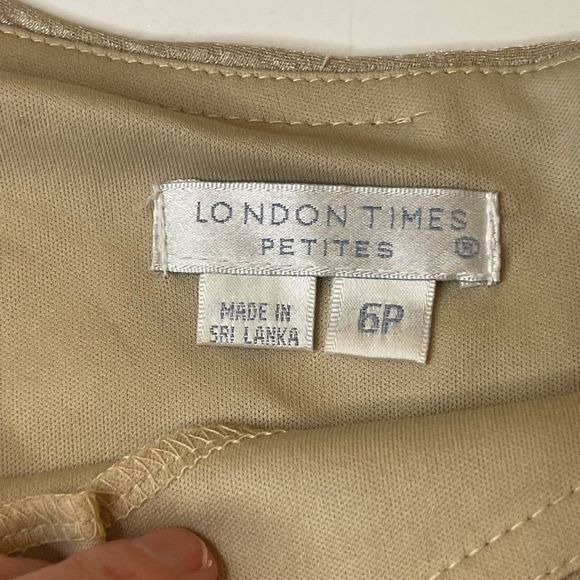 LONDON TIMES
PETITES ®
MADE IN
SRI LANKA
6P